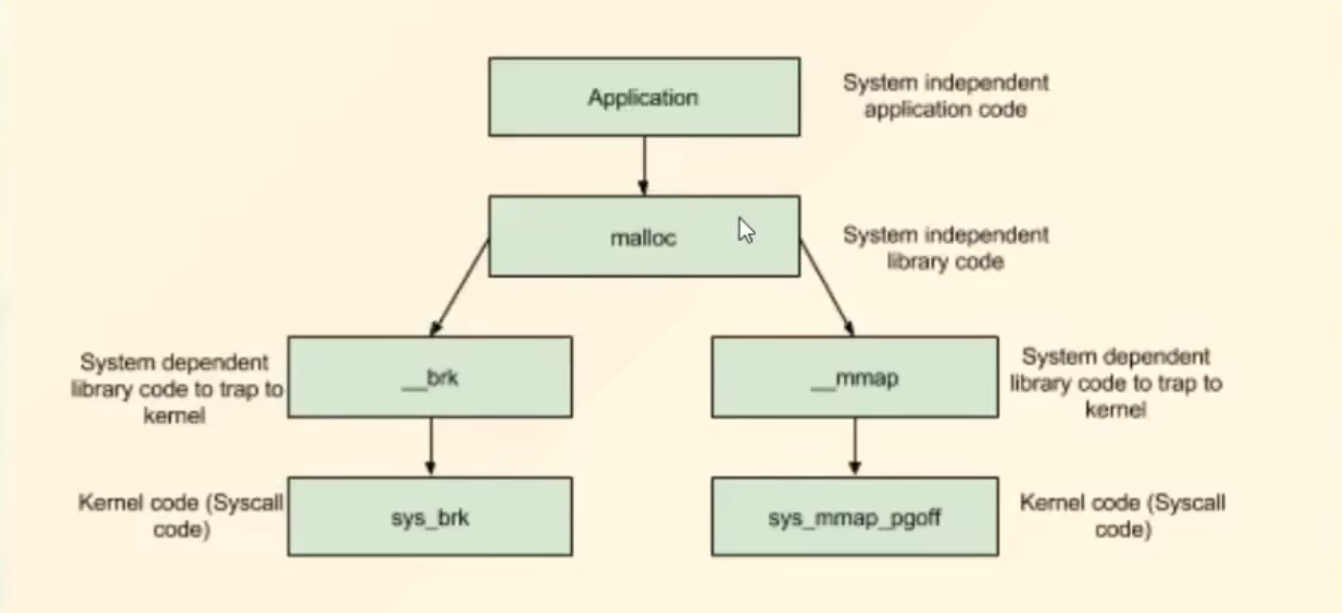 Application
System independent
application code
malloc
System independent
library code
System dependent
library code to trap to
kernel
__brk
__mmap
System dependent
library code to trap to
kernel
Kernel code (Syscall
code)
sys_brk
sys_mmap_pgoff
Kernel code (Syscall
code)